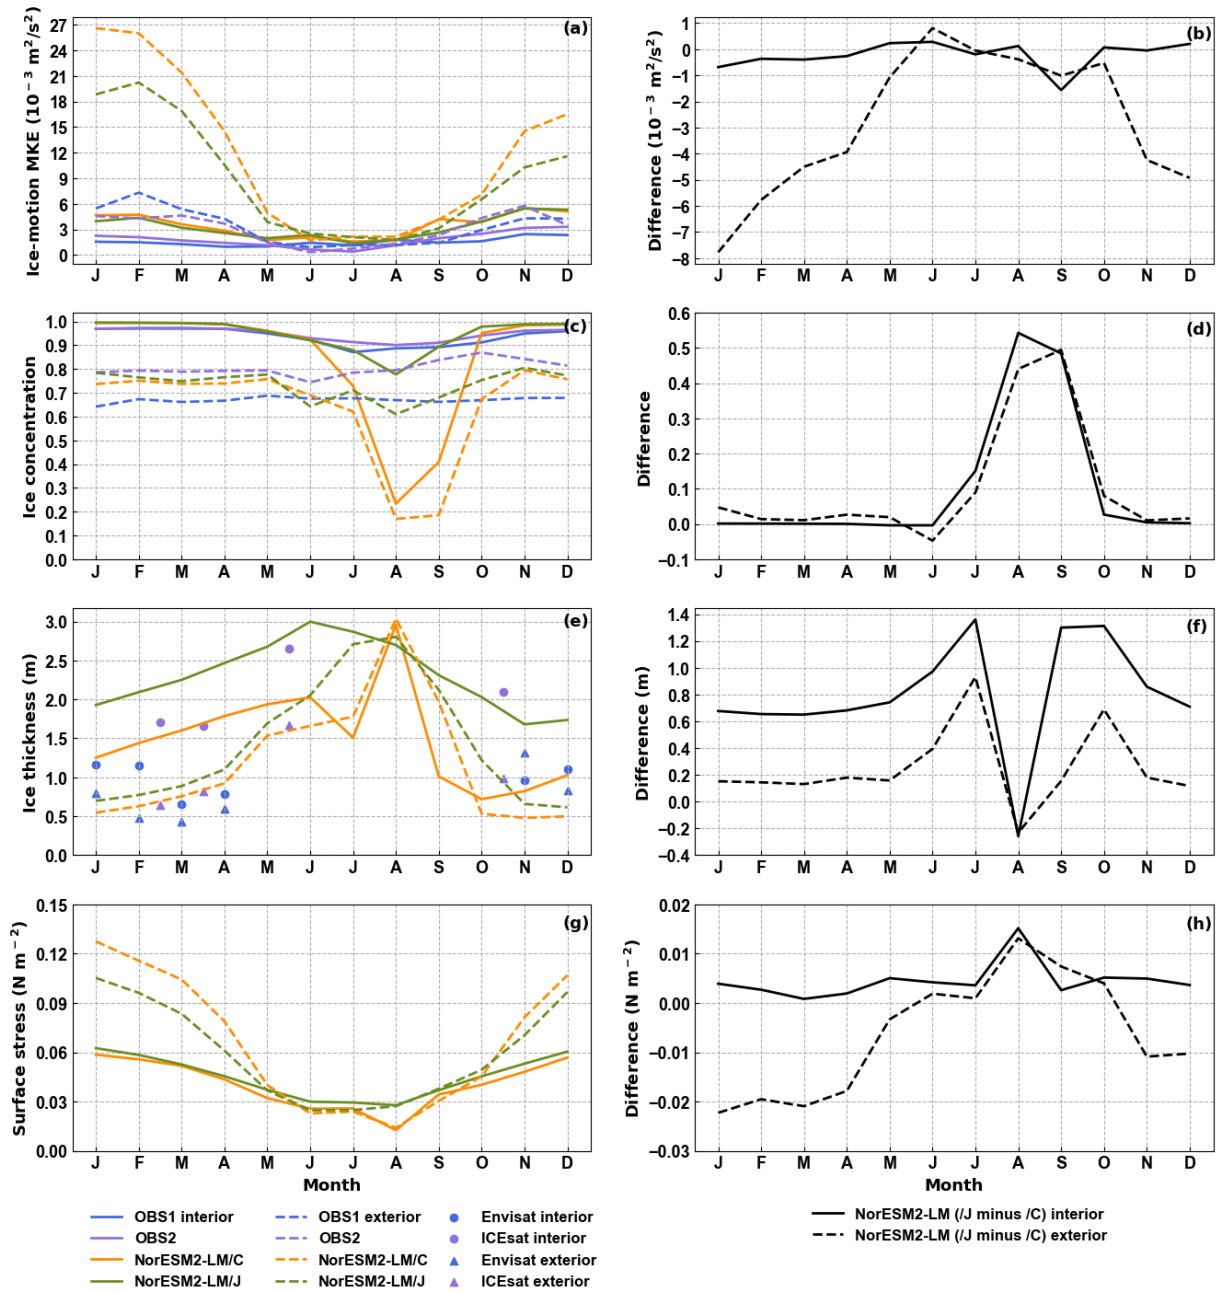 Ice-motion MKE (10⁻³ m²/s²)
27
24
21
18
15
12
9
6
3
0
(a)
J F M A M J J A S O N D
Difference (10⁻³ m²/s²)
1
0
−1
−2
−3
−4
−5
−6
−7
−8
(b)
J F M A M J J A S O N D
Ice concentration
1.0
0.9
0.8
0.7
0.6
0.5
0.4
0.3
0.2
0.1
0.0
(c)
J F M A M J J A S O N D
Difference
0.6
0.5
0.4
0.3
0.2
0.1
0.0
−0.1
(d)
J F M A M J J A S O N D
Ice thickness (m)
3.0
2.5
2.0
1.5
1.0
0.5
0.0
(e)
J F M A M J J A S O N D
Difference (m)
1.4
1.2
1.0
0.8
0.6
0.4
0.2
0.0
−0.2
−0.4
(f)
J F M A M J J A S O N D
Surface stress (N m⁻²)
0.15
0.12
0.09
0.06
0.03
0.00
(g)
J F M A M J J A S O N D
Month
Difference (N m⁻²)
0.02
0.01
0.00
−0.01
−0.02
−0.03
(h)
J F M A M J J A S O N D
Month
OBS1 interior OBS1 exterior Envisat interior
OBS2 OBS2 ICEsat interior
NorESM2-LM/C NorESM2-LM/C Envisat exterior
NorESM2-LM/J NorESM2-LM/J ICEsat exterior
NorESM2-LM (/J minus /C) interior
NorESM2-LM (/J minus /C) exterior